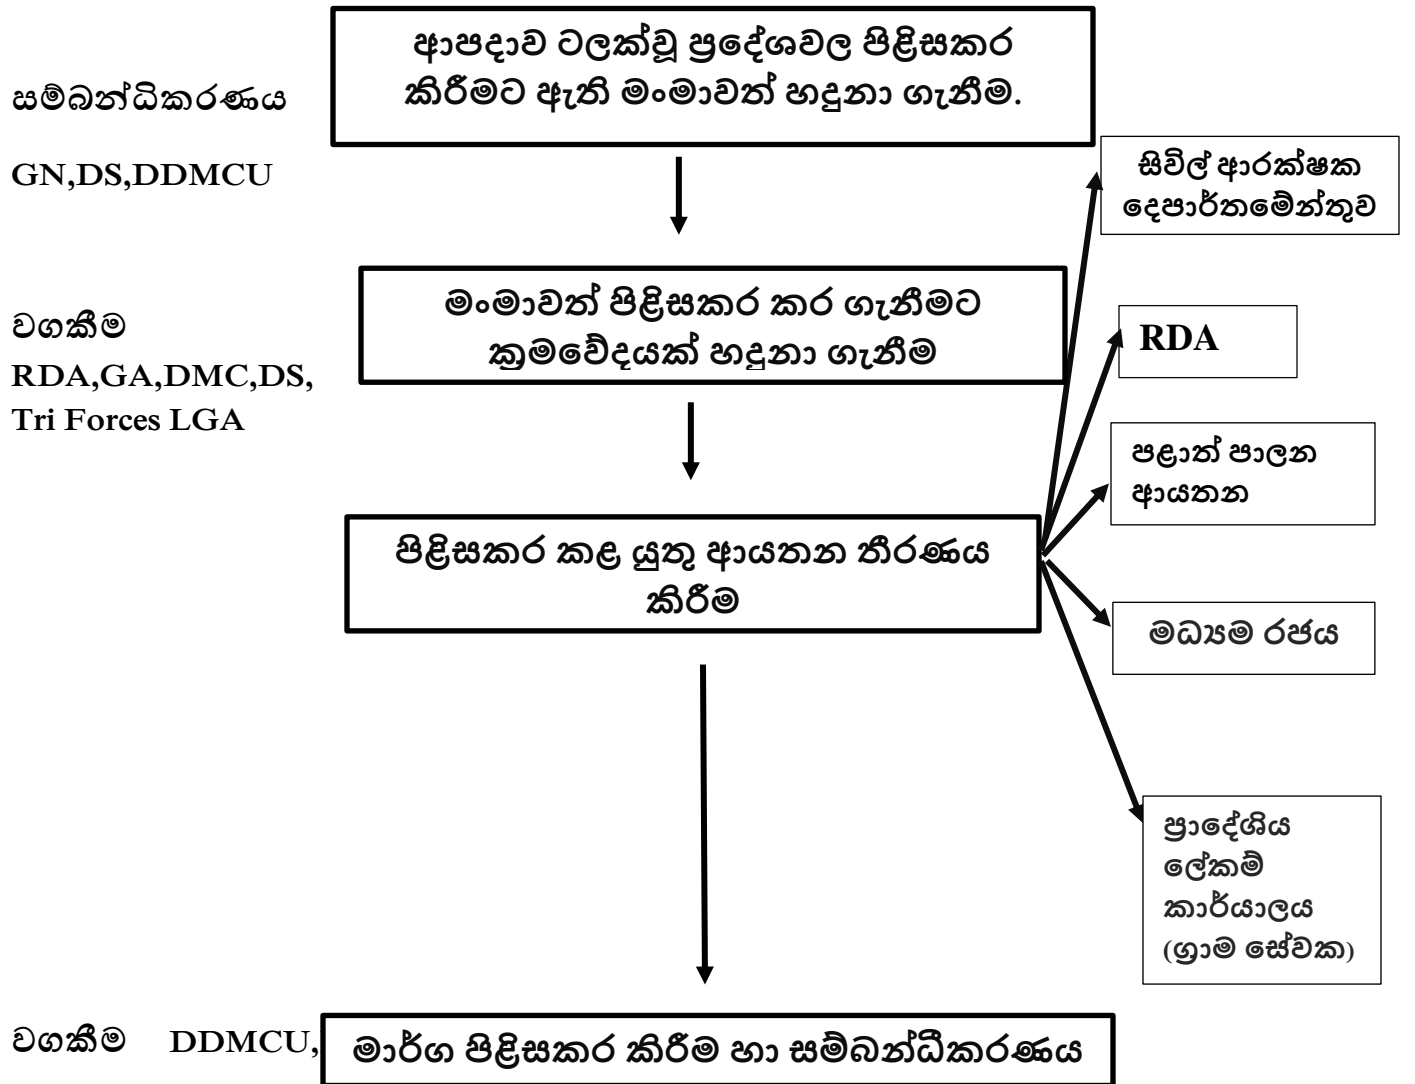 ආපදාව ටලක්වූ ප්‍රදේශවල පිළිසකර
කිරීමට ඇති මංමාවත් හදුනා ගැනීම.
සම්බන්ධිකරණය
GN,DS,DDMCU
සිවිල් ආරක්ෂක
දෙපාර්තමේන්තුව
මංමාවත් පිළිසකර කර ගැනීමට
ක්‍රමවේදයක් හදුනා ගැනීම
වගකීම
RDA,GA,DMC,DS,
Tri Forces LGA
RDA
පළාත් පාලන
ආයතන
පිළිසකර කළ යුතු ආයතන තීරණය
කිරීම
මධ්‍යම රජය
ප්‍රාදේශිය
ලේකම්
කාර්යාලය
(ග්‍රාම සේවක)
වගකීම DDMCU,
මාර්ග පිළිසකර කිරීම හා සම්බන්ධීකරණය